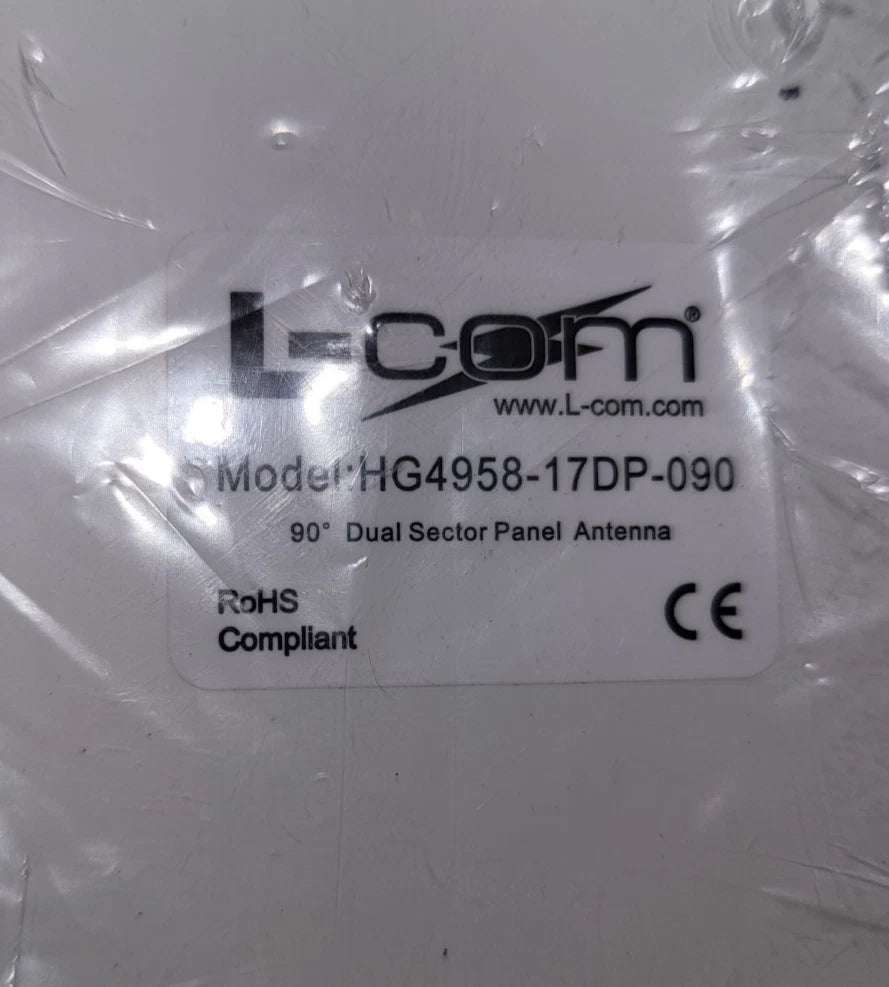 L-com®
www.L-com.com
Model:HG4958-17DP-090
90° Dual Sector Panel Antenna
RoHS
Compliant
CE